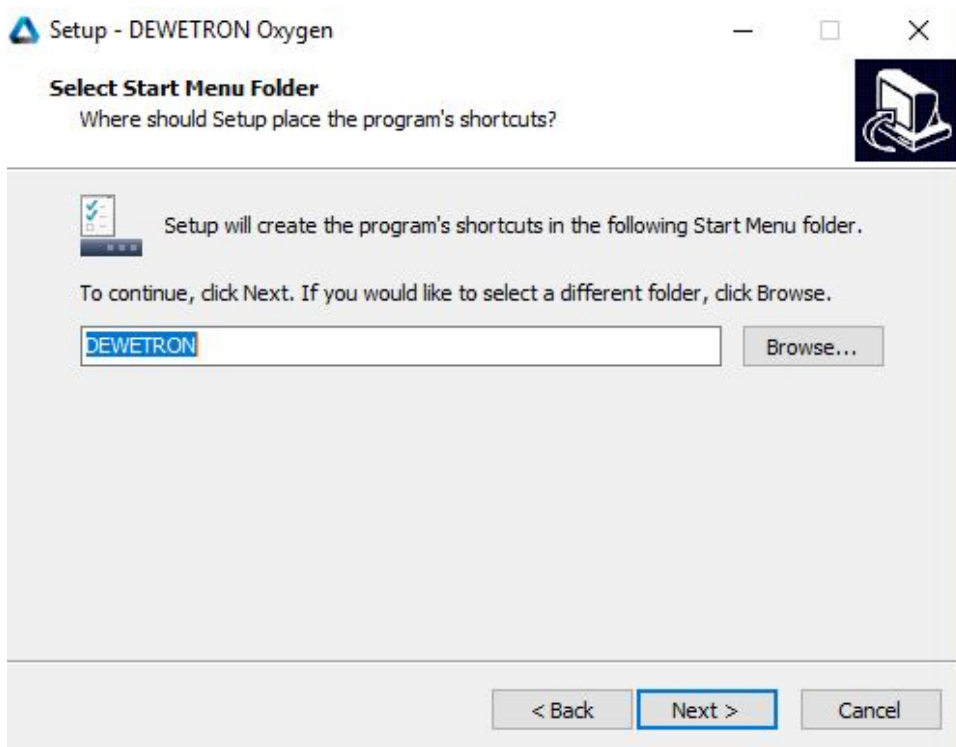 Setup - DEWETRON Oxygen
Select Start Menu Folder
Where should Setup place the program's shortcuts?
Setup will create the program's shortcuts in the following Start Menu folder.
To continue, click Next. If you would like to select a different folder, click Browse.
DEWETRON
Browse...
< Back
Next >
Cancel